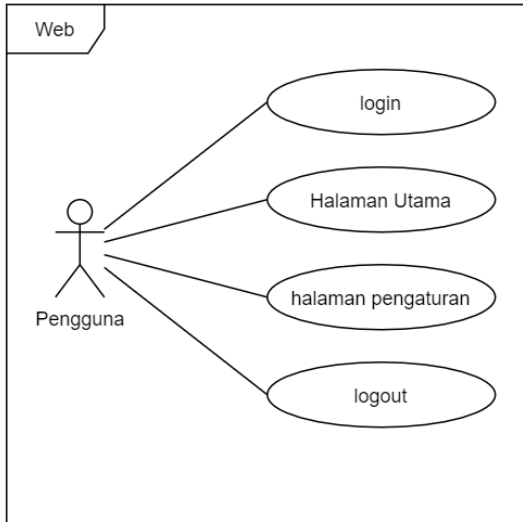 Web
login
Halaman Utama
halaman pengaturan
Pengguna
logout